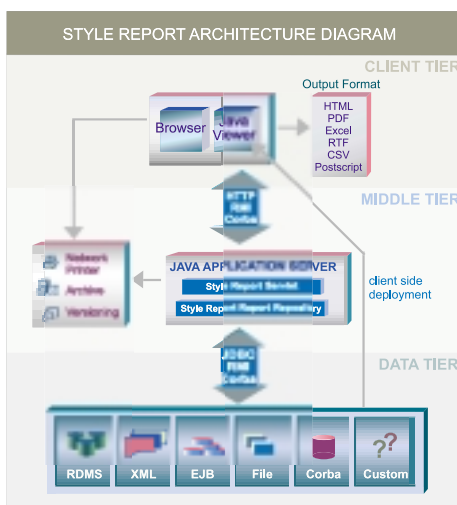 STYLE REPORT ARCHITECTURE DIAGRAM
CLIENT TIER
Output Format
Browser
Java
Viewer
HTML
PDF
Excel
RTF
CSV
Postscript
HTTP
RMI
Corba
MIDDLE TIER
Network
Printer
Archive
Versioning
JAVA APPLICATION SERVER
Style Report Servlet
Style Report Report Repository
client side
deployment
JDBC
RMI
Corba
DATA TIER
RDMS
XML
EJB
File
Corba
??
Custom